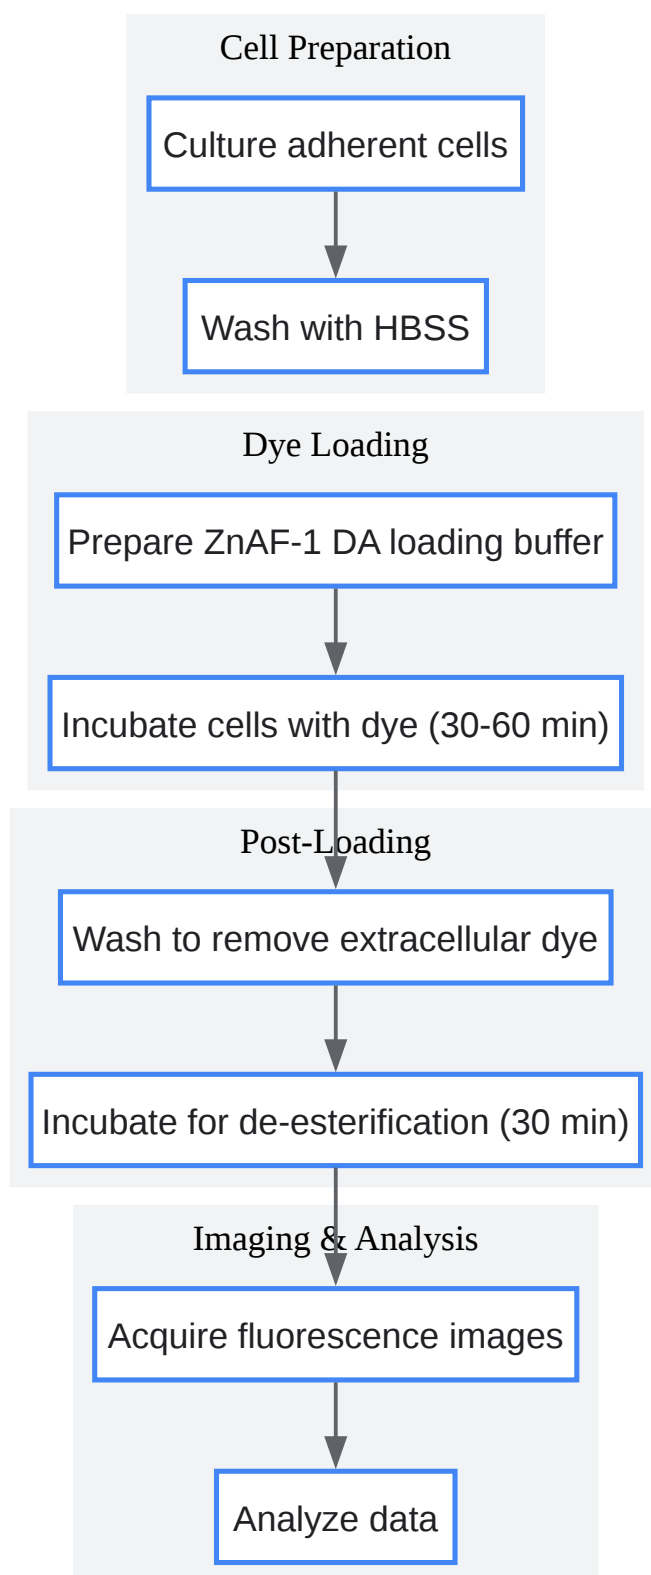 Cell Preparation
Culture adherent cells
Wash with HBSS
Dye Loading
Prepare ZnAF-1 DA loading buffer
Incubate cells with dye (30-60 min)
Post-Loading
Wash to remove extracellular dye
Incubate for de-esterification (30 min)
Imaging & Analysis
Acquire fluorescence images
Analyze data